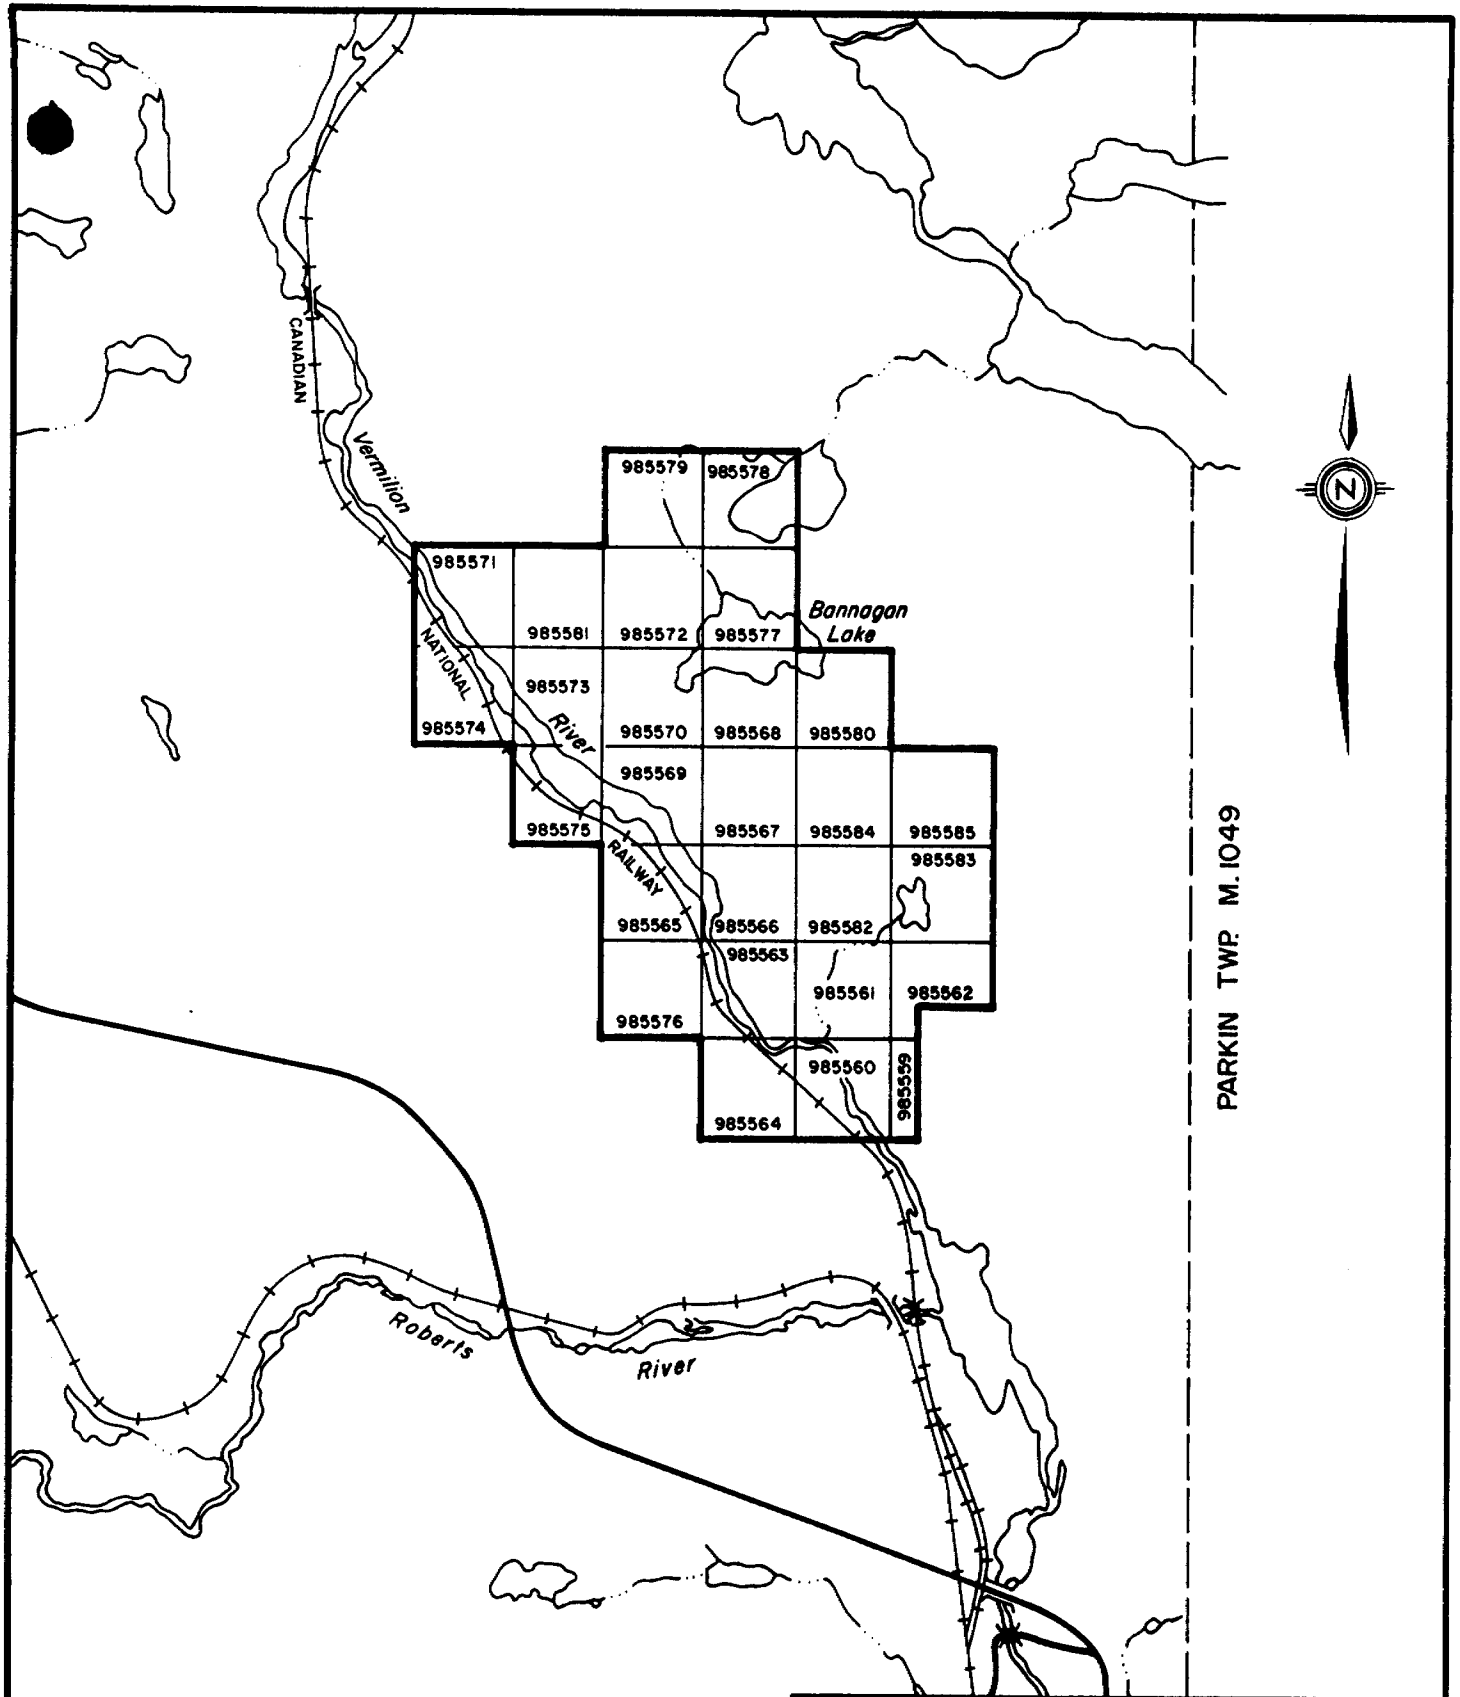 CANADIAN
Vermilion
985579 985578
985571
Bannagan
Lake
985581 985572 985577
NATIONAL
985573
River
985574 985570 985568 985580
985569
985575 985567 985584 985585
RAILWAY
985583
985565 985566 985582
985563
985561 985562
985576
985560
985559
985564
N
PARKIN TWP. M.1049
Roberts
River